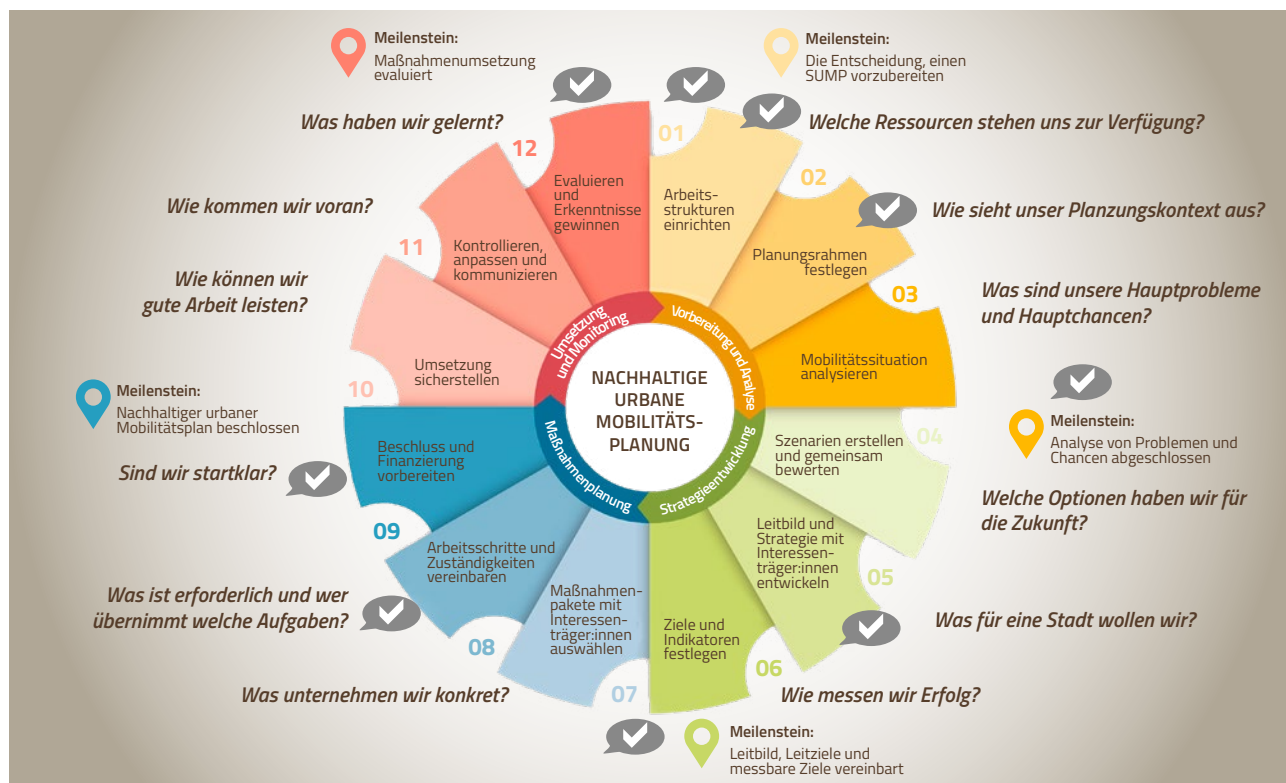 Meilenstein:
Maßnahmenumsetzung
evaluiert
Meilenstein:
Die Entscheidung, einen
SUMP vorzubereiten
Was haben wir gelernt?
Welche Ressourcen stehen uns zur Verfügung?
12
Evaluieren
und
Erkenntnisse
gewinnen
01
Arbeits-
strukturen
einrichten
02
Planungsrahmen
festlegen
Wie sieht unser Planzungskontext aus?
Wie kommen wir voran?
11
Kontrollieren,
anpassen und
kommunizieren
03
Mobilitätssituation
analysieren
Was sind unsere Hauptprobleme
und Hauptchancen?
Wie können wir
gute Arbeit leisten?
10
Umsetzung
sicherstellen
Umsetzung
und Monitoring
Vorbereitung und Analyse
NACHHALTIGE
URBANE
MOBILITÄTS-
PLANUNG
Maßnahmenplanung
Strategieentwicklung
Meilenstein:
Nachhaltiger urbaner
Mobilitätsplan beschlossen
Meilenstein:
Analyse von Problemen und
Chancen abgeschlossen
04
Szenarien erstellen
und gemeinsam
bewerten
Beschluss und
Finanzierung
vorbereiten
Sind wir startklar?
Welche Optionen haben wir für
die Zukunft?
09
Arbeitsschritte und
Zuständigkeiten
vereinbaren
Leitbild und
Strategie mit
Interessen-
träger:innen
entwickeln
05
Was ist erforderlich und wer
übernimmt welche Aufgaben?
Maßnahmen-
pakete mit
Interessen-
träger:innen
auswählen
Ziele und
Indikatoren
festlegen
Was für eine Stadt wollen wir?
08
07
06
Was unternehmen wir konkret?
Wie messen wir Erfolg?
Meilenstein:
Leitbild, Leitziele und
messbare Ziele vereinbart